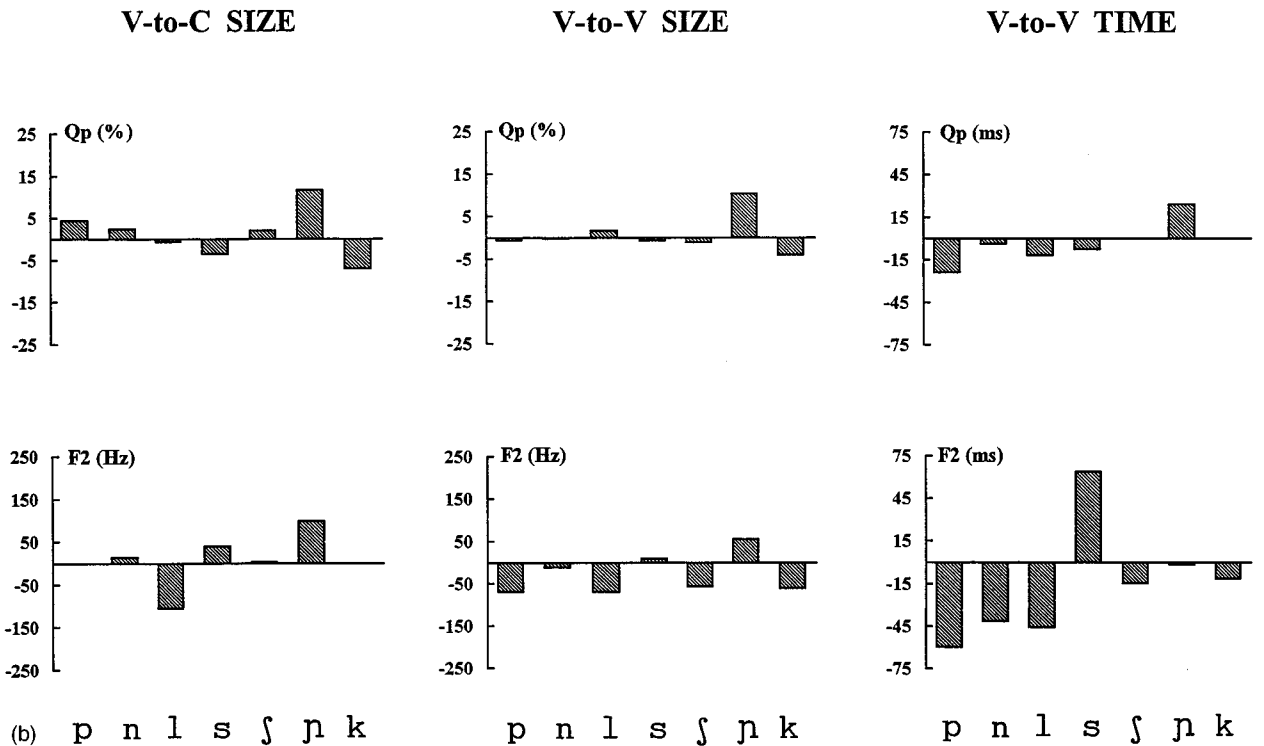 V-to-C SIZE V-to-V SIZE V-to-V TIME
Qp (%) Qp (%) Qp (ms)
25 25 75
15 15 45
5 5 15
-5 -5 -15
-15 -15 -45
-25 -25 -75
F2 (Hz) F2 (Hz) F2 (ms)
250 250 75
150 150 45
50 50 15
-50 -50 -15
-150 -150 -45
-250 -250 -75
(b) p n l s ʃ ɲ k p n l s ʃ ɲ k p n l s ʃ ɲ k